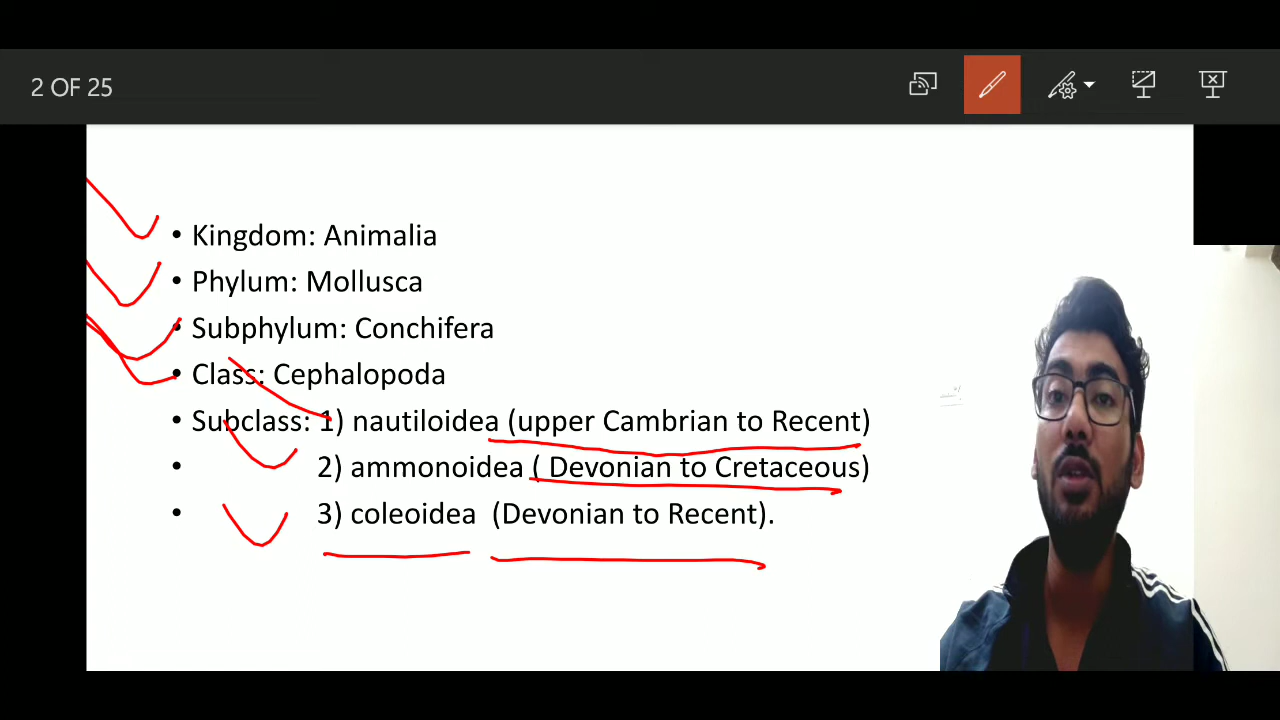 2 OF 25
• Kingdom: Animalia
• Phylum: Mollusca
• Subphylum: Conchifera
• Class: Cephalopoda
• Subclass: 1) nautiloidea (upper Cambrian to Recent)
• 2) ammonoidea ( Devonian to Cretaceous)
• 3) coleoidea (Devonian to Recent).